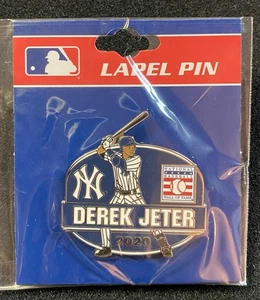 LAPEL PIN
NY
NATIONAL
BASEBALL
HALL OF FAME
DEREK JETER
2020